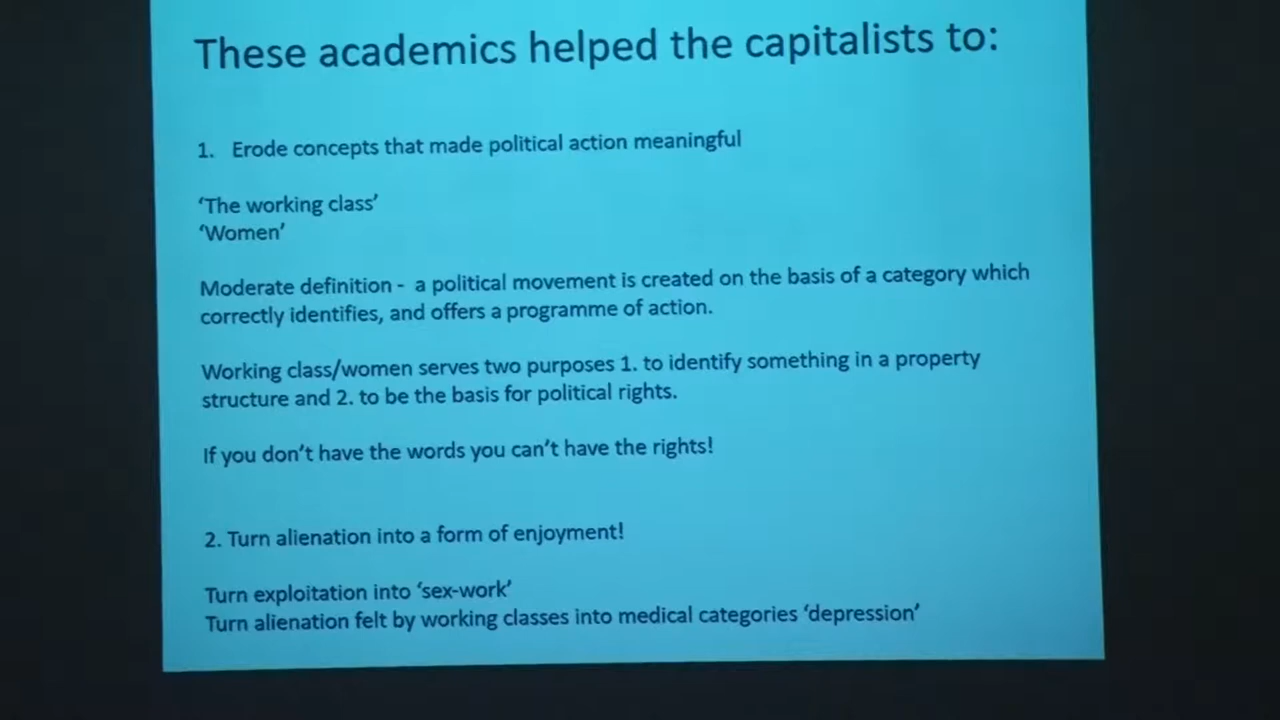 These academics helped the capitalists to:
1. Erode concepts that made political action meaningful
‘The working class’
‘Women’
Moderate definition - a political movement is created on the basis of a category which
correctly identifies, and offers a programme of action.
Working class/women serves two purposes 1. to identify something in a property
structure and 2. to be the basis for political rights.
If you don’t have the words you can’t have the rights!
2. Turn alienation into a form of enjoyment!
Turn exploitation into ‘sex-work’
Turn alienation felt by working classes into medical categories ‘depression’